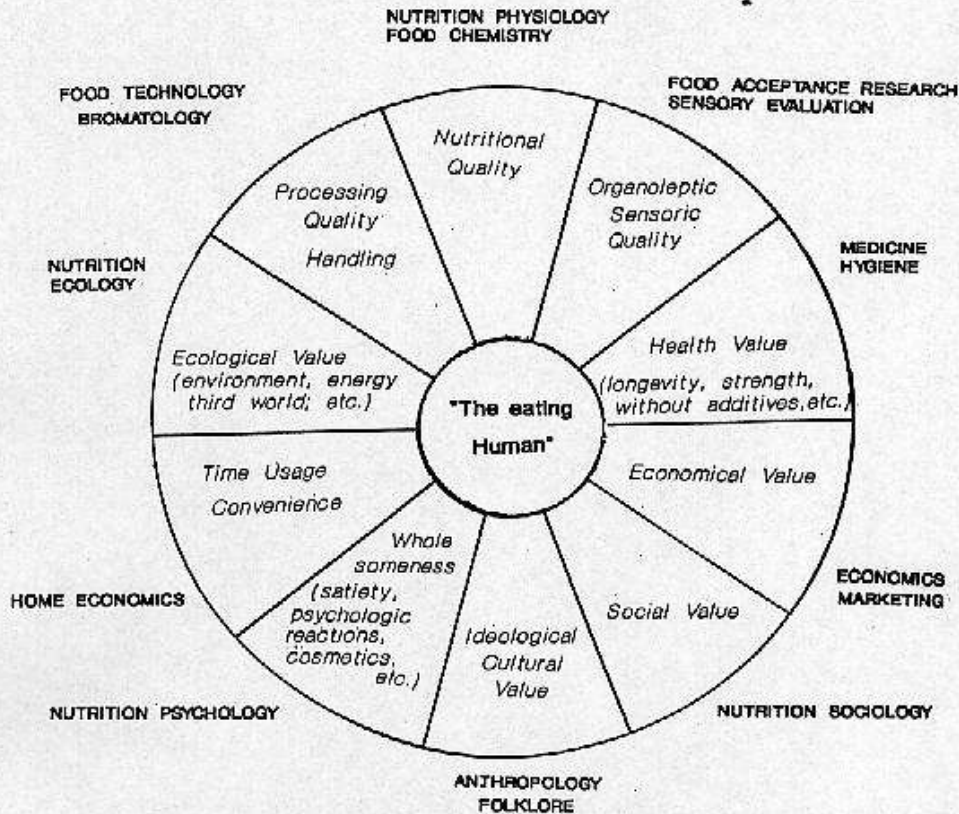 NUTRITION PHYSIOLOGY
FOOD CHEMISTRY
FOOD TECHNOLOGY
BROMATOLOGY
FOOD ACCEPTANCE RESEARCH
SENSORY EVALUATION
Nutritional
Quality
Processing
Quality
Handling
Organoleptic
Sensoric
Quality
NUTRITION
ECOLOGY
MEDICINE
HYGIENE
Ecological Value
(environment, energy
third world; etc.)
Health Value
(longevity, strength,
without additives, etc.)
"The eating
Human"
Time Usage
Convenience
Economical Value
Whole
someness
(satiety,
psychologic
reactions,
cosmetics,
etc.)
Ideological
Cultural
Value
Social Value
HOME ECONOMICS
ECONOMICS
MARKETING
NUTRITION PSYCHOLOGY
NUTRITION SOCIOLOGY
ANTHROPOLOGY
FOLKLORE